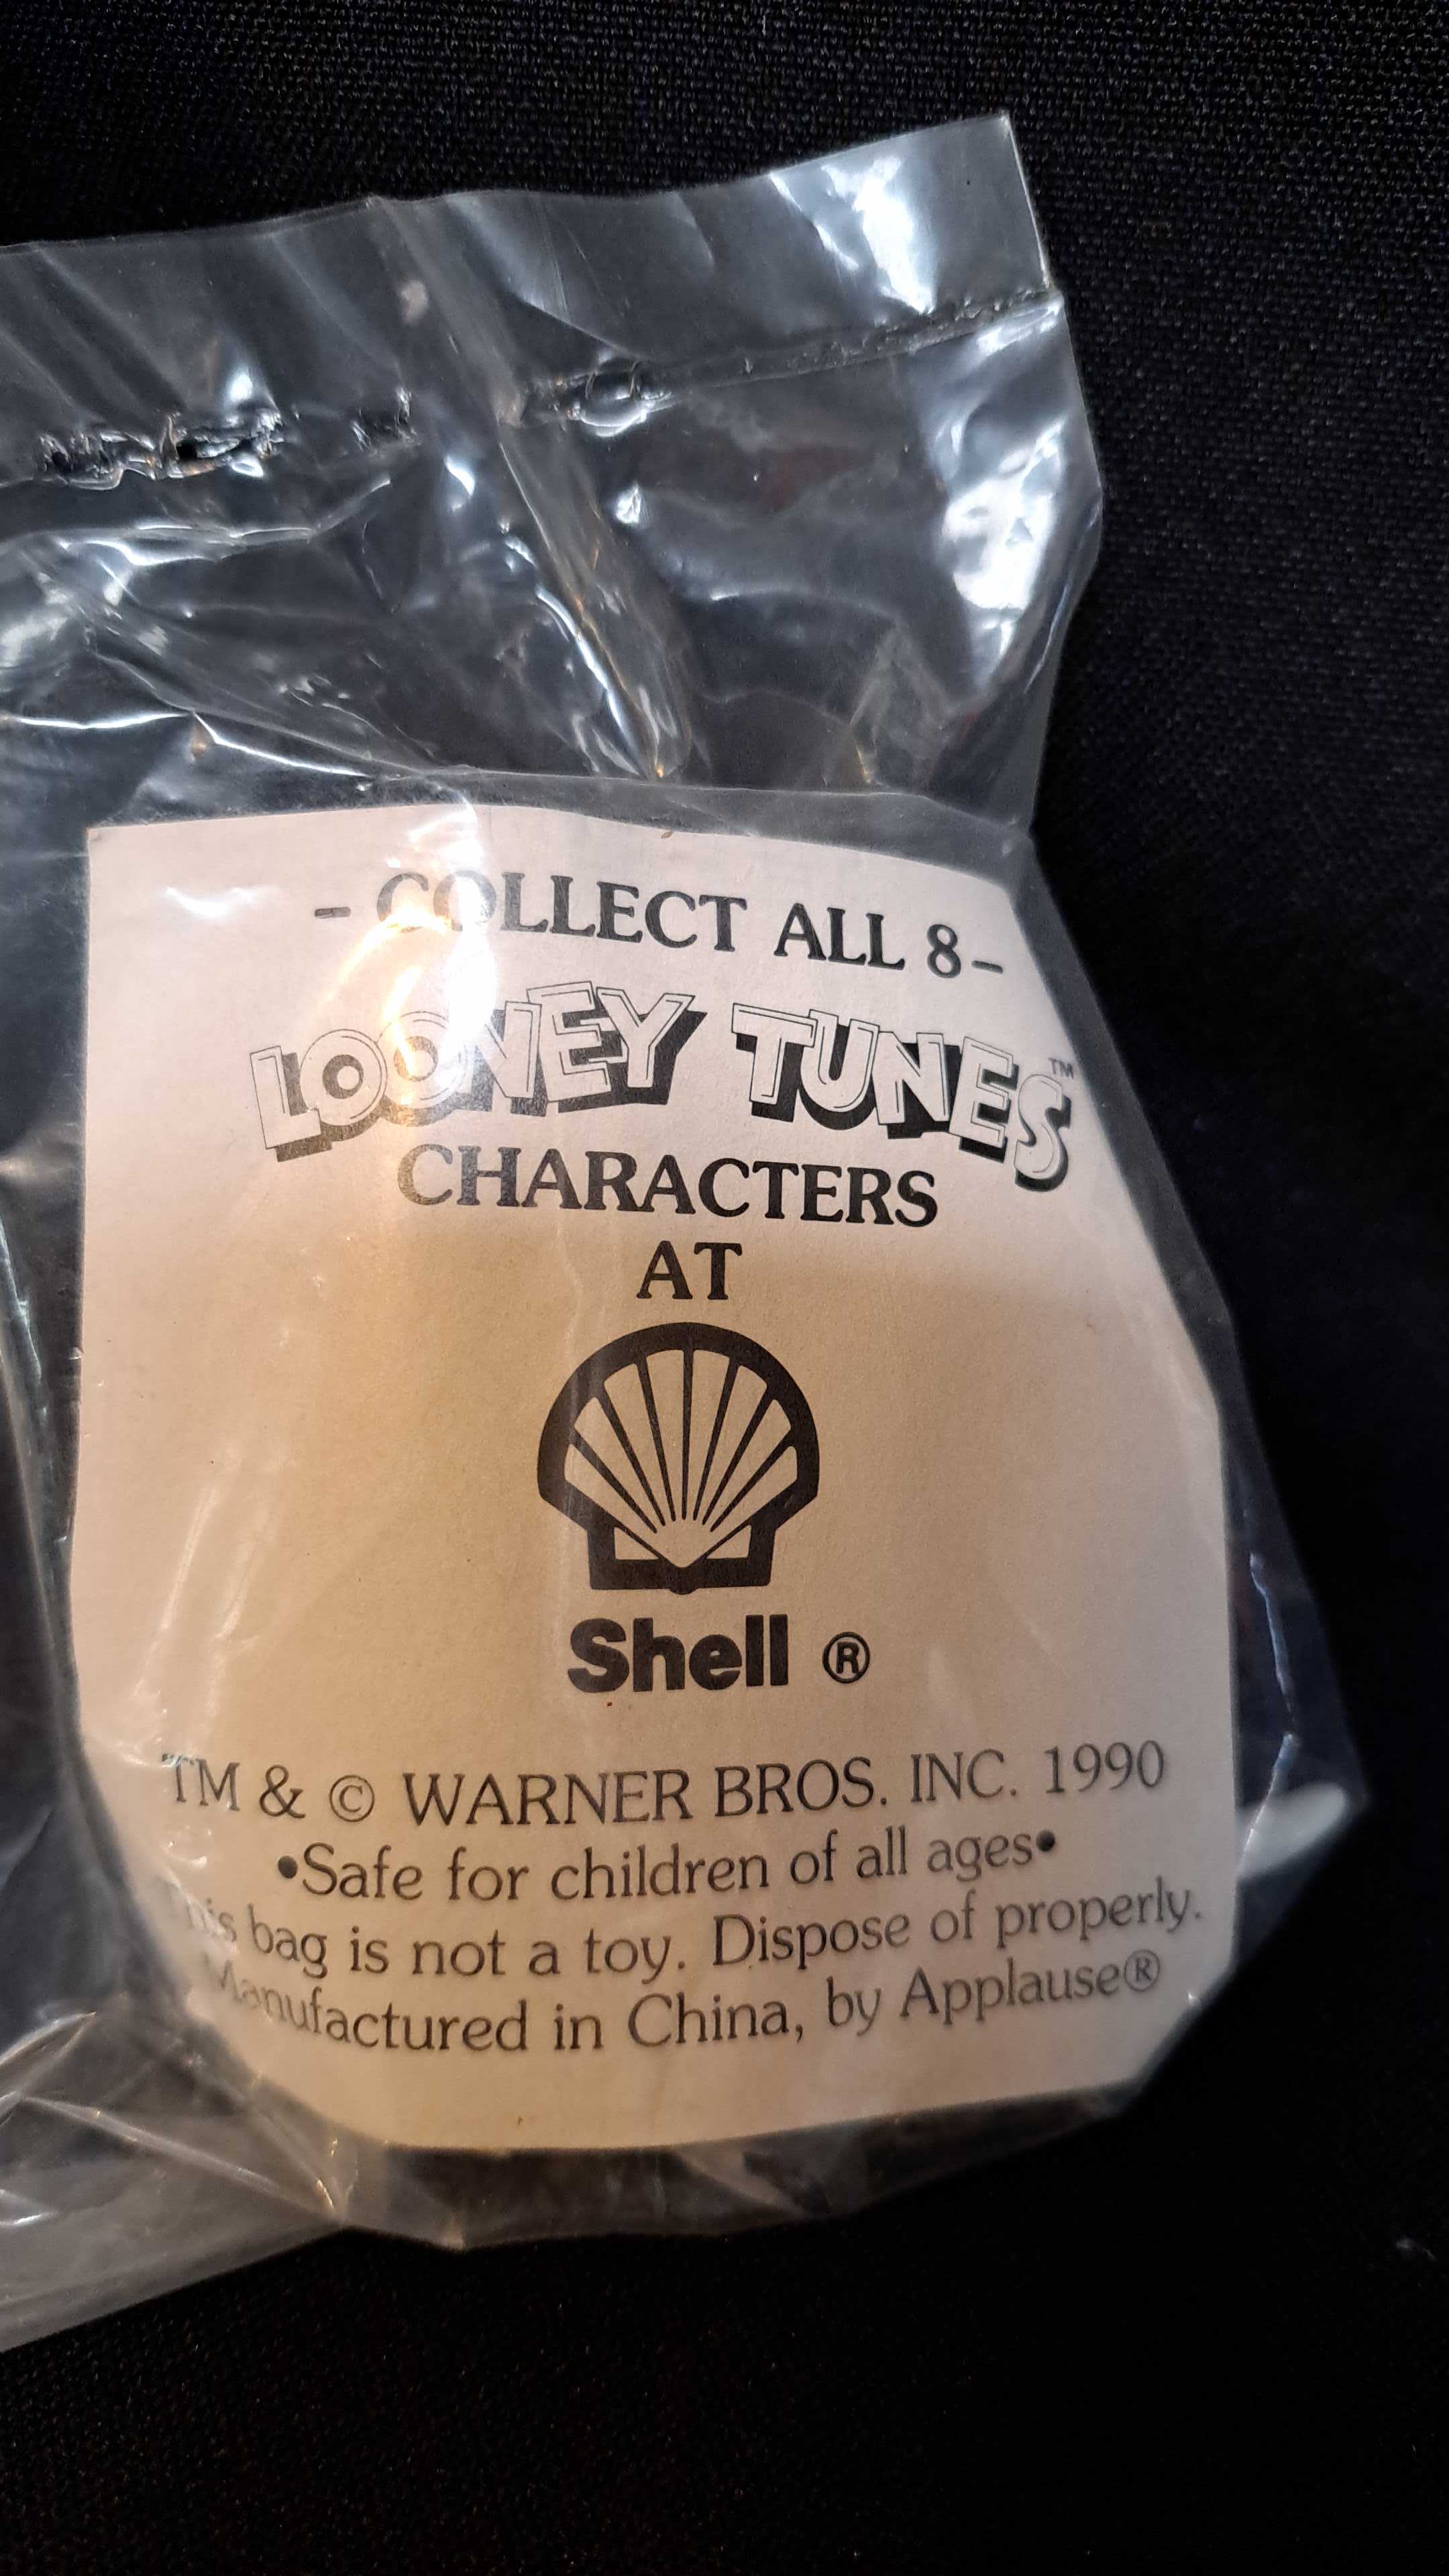 - COLLECT ALL 8 -
LOONEY TUNES™
CHARACTERS
AT
Shell ®
TM & © WARNER BROS. INC. 1990
•Safe for children of all ages•
bag is not a toy. Dispose of properly.
Manufactured in China, by Applause®